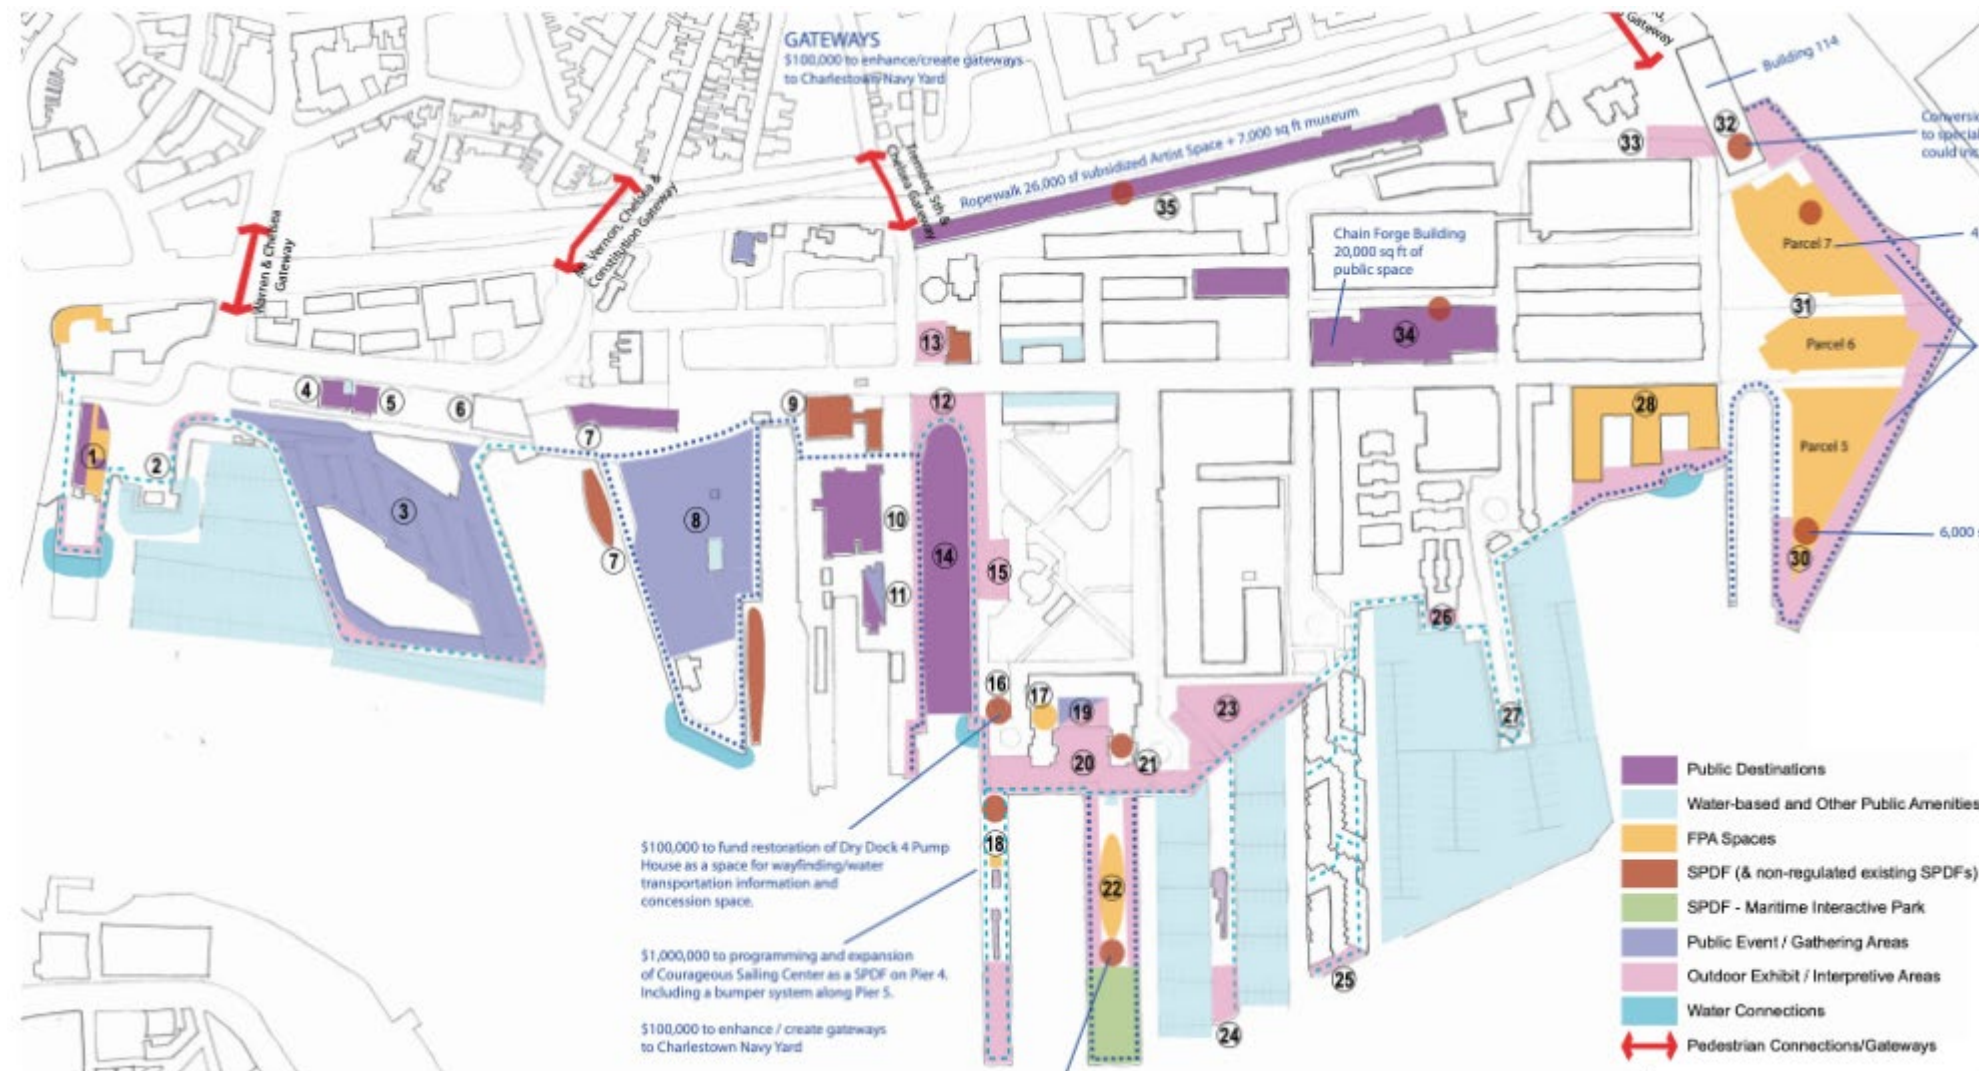 GATEWAYS
$100,000 to enhance/create gateways
to Charlestown Navy Yard
Gateway
Building 114
Conversi
to special
could inc
Warren & Chelsea
Gateway
Mt. Vernon, Chelsea &
Constitution Gateway
Tremont, 5th &
Chelsea Gateway
Ropewalk 26,000 sf subsidized Artist Space + 7,000 sq ft museum
Chain Forge Building
20,000 sq ft of
public space
32
33
35
Parcel 7
4
31
34
13
Parcel 6
4
5
6
9
12
28
7
1
2
Parcel 5
3
8
10
14
7
15
11
6,000 s
30
26
16
17
19
23
27
20
21
18
22
25
24
$100,000 to fund restoration of Dry Dock 4 Pump
House as a space for wayfinding/water
transportation information and
concession space.
$1,000,000 to programming and expansion
of Courageous Sailing Center as a SPDF on Pier 4.
Including a bumper system along Pier 5.
$100,000 to enhance / create gateways
to Charlestown Navy Yard
Public Destinations
Water-based and Other Public Amenities
FPA Spaces
SPDF (& non-regulated existing SPDFs)
SPDF - Maritime Interactive Park
Public Event / Gathering Areas
Outdoor Exhibit / Interpretive Areas
Water Connections
Pedestrian Connections/Gateways